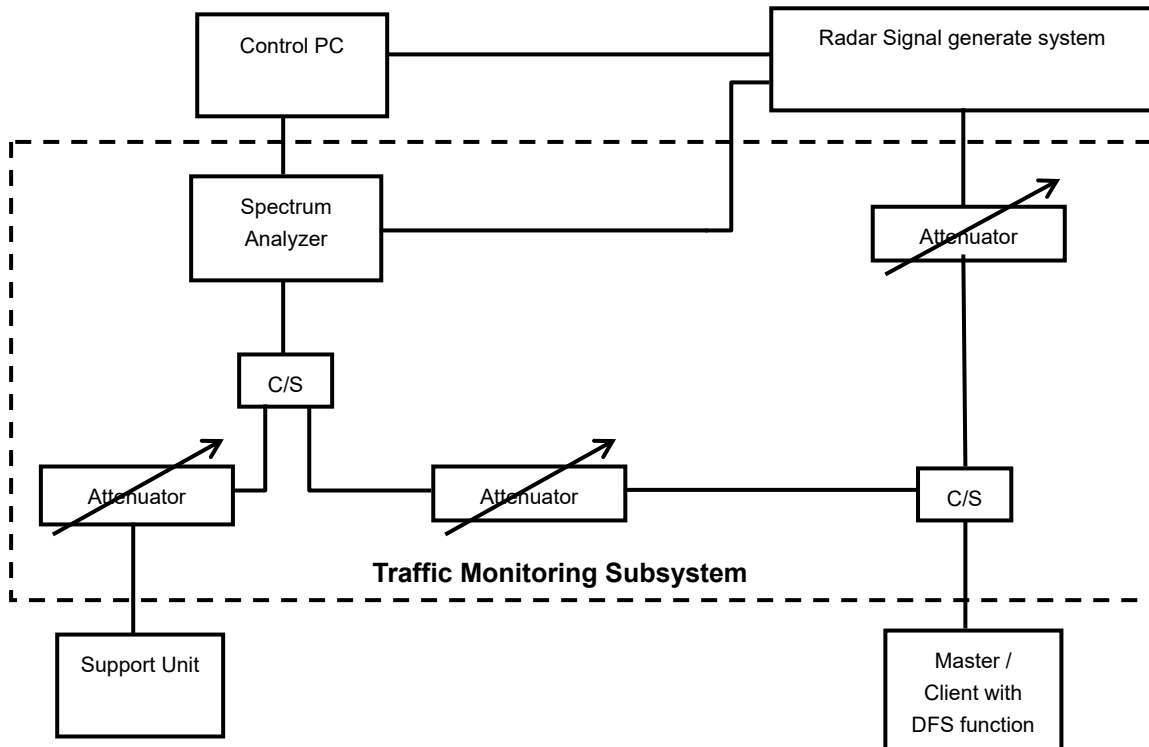 Control PC
Radar Signal generate system
Spectrum
Analyzer
Attenuator
C/S
Attenuator
Attenuator
C/S
Traffic Monitoring Subsystem
Support Unit
Master /
Client with
DFS function